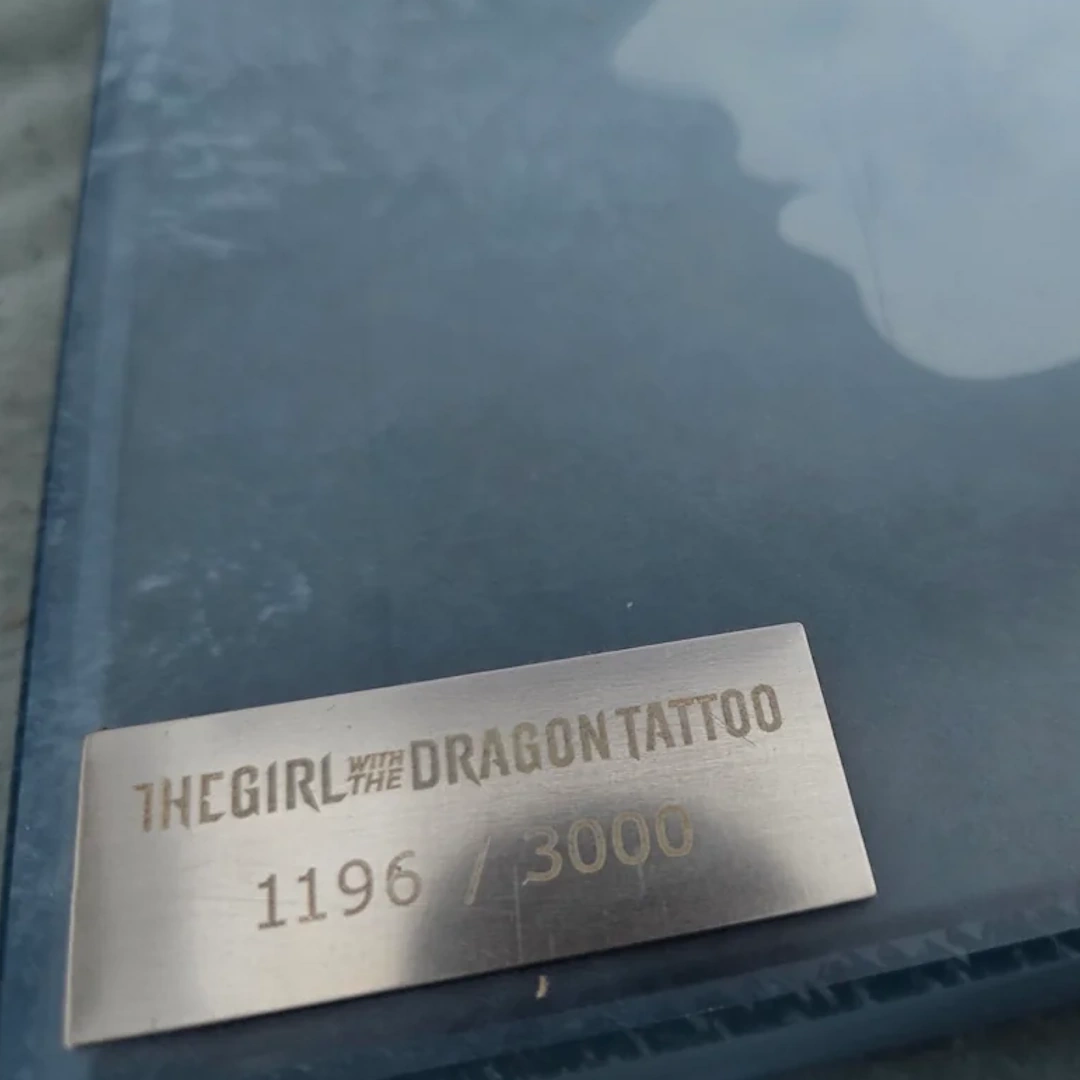 THE GIRL WITH THE DRAGON TATTOO
1196 / 3000